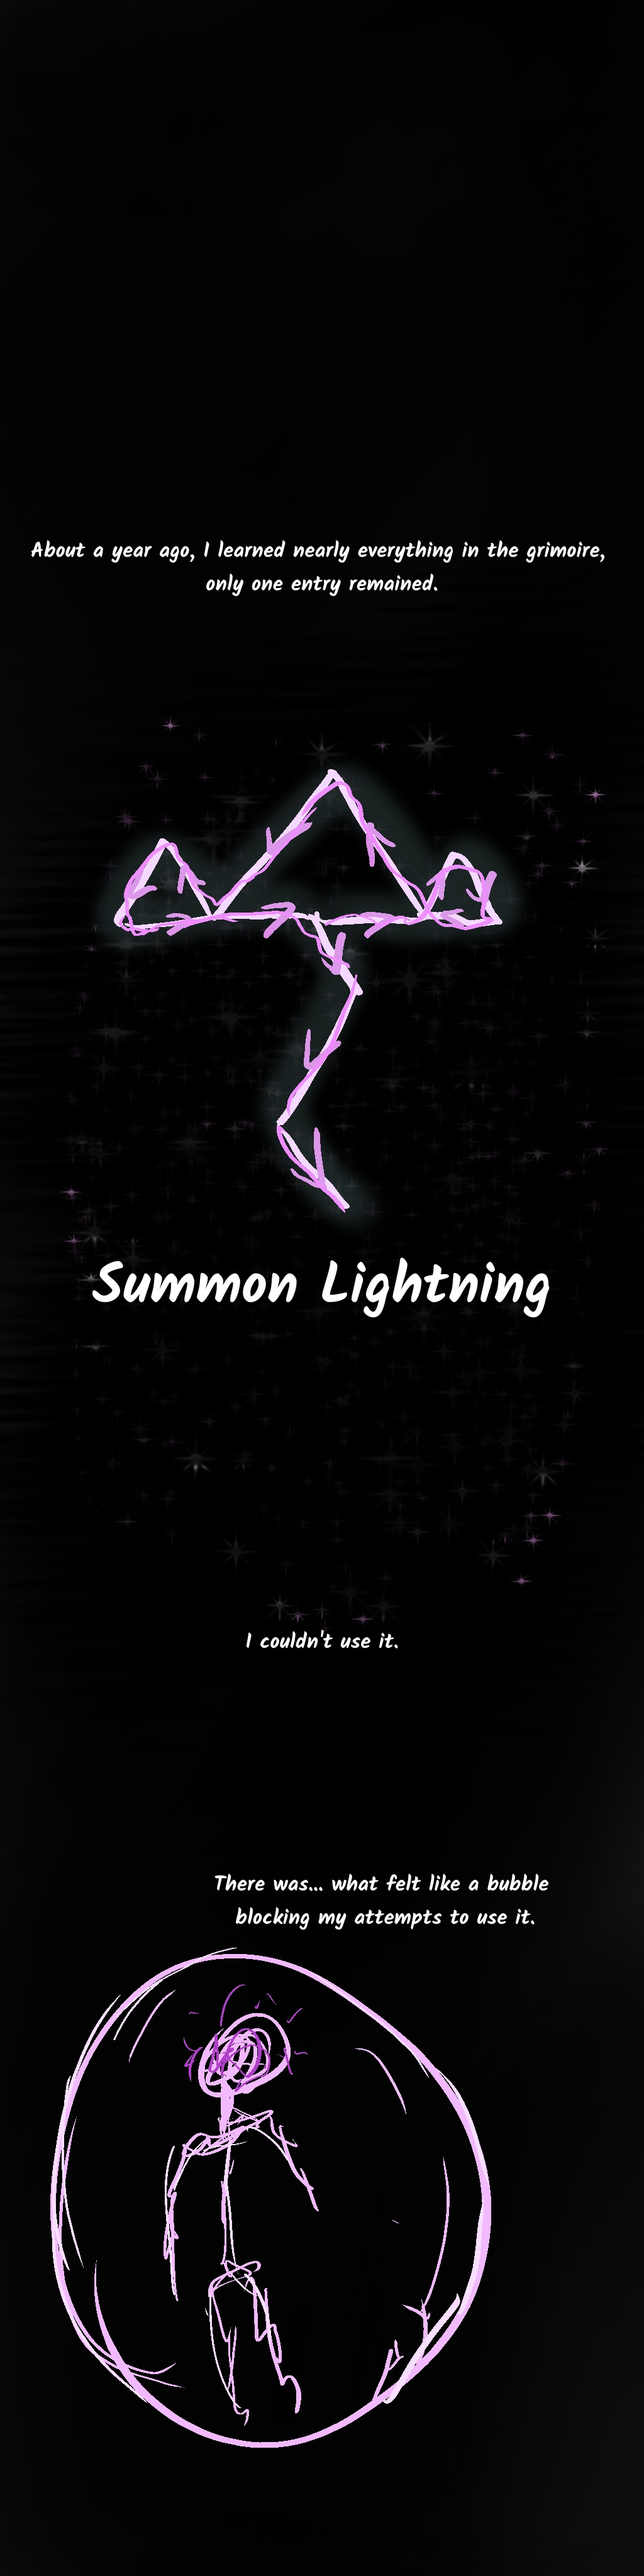 About a year ago, I learned nearly everything in the grimoire,
only one entry remained.
Summon Lightning
I couldn't use it.
There was... what felt like a bubble
blocking my attempts to use it.